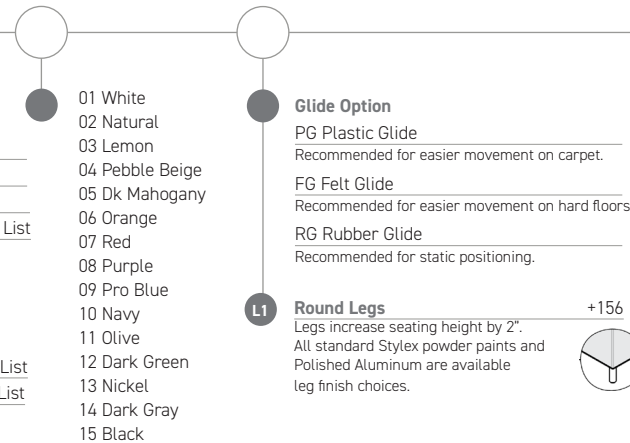 List
List
List
01 White
02 Natural
03 Lemon
04 Pebble Beige
05 Dk Mahogany
06 Orange
07 Red
08 Purple
09 Pro Blue
10 Navy
11 Olive
12 Dark Green
13 Nickel
14 Dark Gray
15 Black
Glide Option
PG Plastic Glide
Recommended for easier movement on carpet.
FG Felt Glide
Recommended for easier movement on hard floors
RG Rubber Glide
Recommended for static positioning.
L1 Round Legs +156
Legs increase seating height by 2".
All standard Stylex powder paints and
Polished Aluminum are available
leg finish choices.